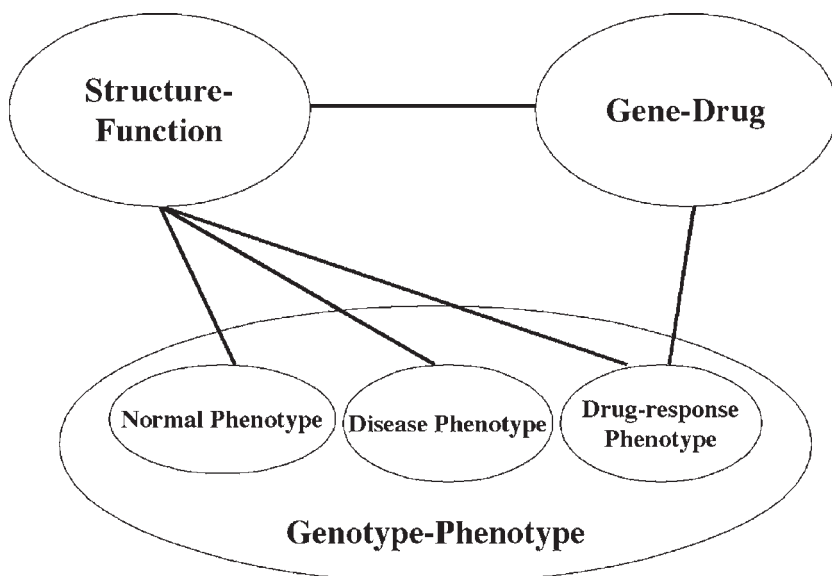 Structure-
Function
Gene-Drug
Normal Phenotype
Disease Phenotype
Drug-response
Phenotype
Genotype-Phenotype